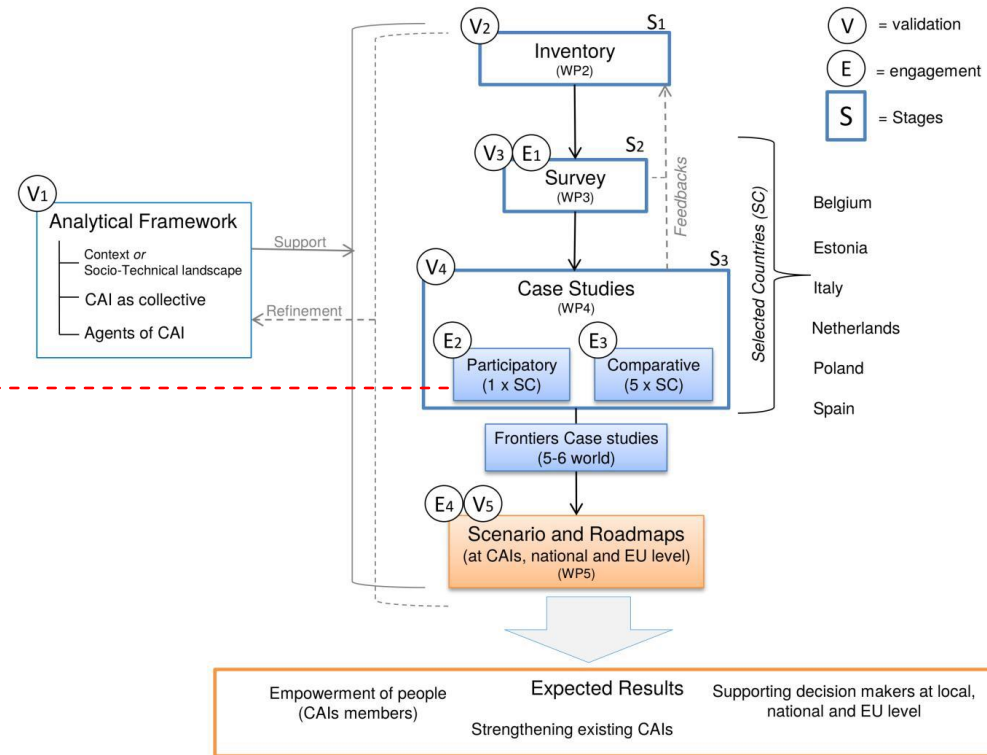 V2
S1
Inventory
(WP2)
V = validation
E = engagement
S = Stages
V3 E1
S2
Survey
(WP3)
Feedbacks
V1
Analytical Framework
Context or
Socio-Technical landscape
CAI as collective
Agents of CAI
Support
Refinement
V4
S3
Case Studies
(WP4)
E2
Participatory
(1 x SC)
E3
Comparative
(5 x SC)
Selected Countries (SC)
Belgium
Estonia
Italy
Netherlands
Poland
Spain
Frontiers Case studies
(5-6 world)
E4 V5
Scenario and Roadmaps
(at CAIs, national and EU level)
(WP5)
Expected Results
Empowerment of people
(CAIs members)
Strengthening existing CAIs
Supporting decision makers at local,
national and EU level